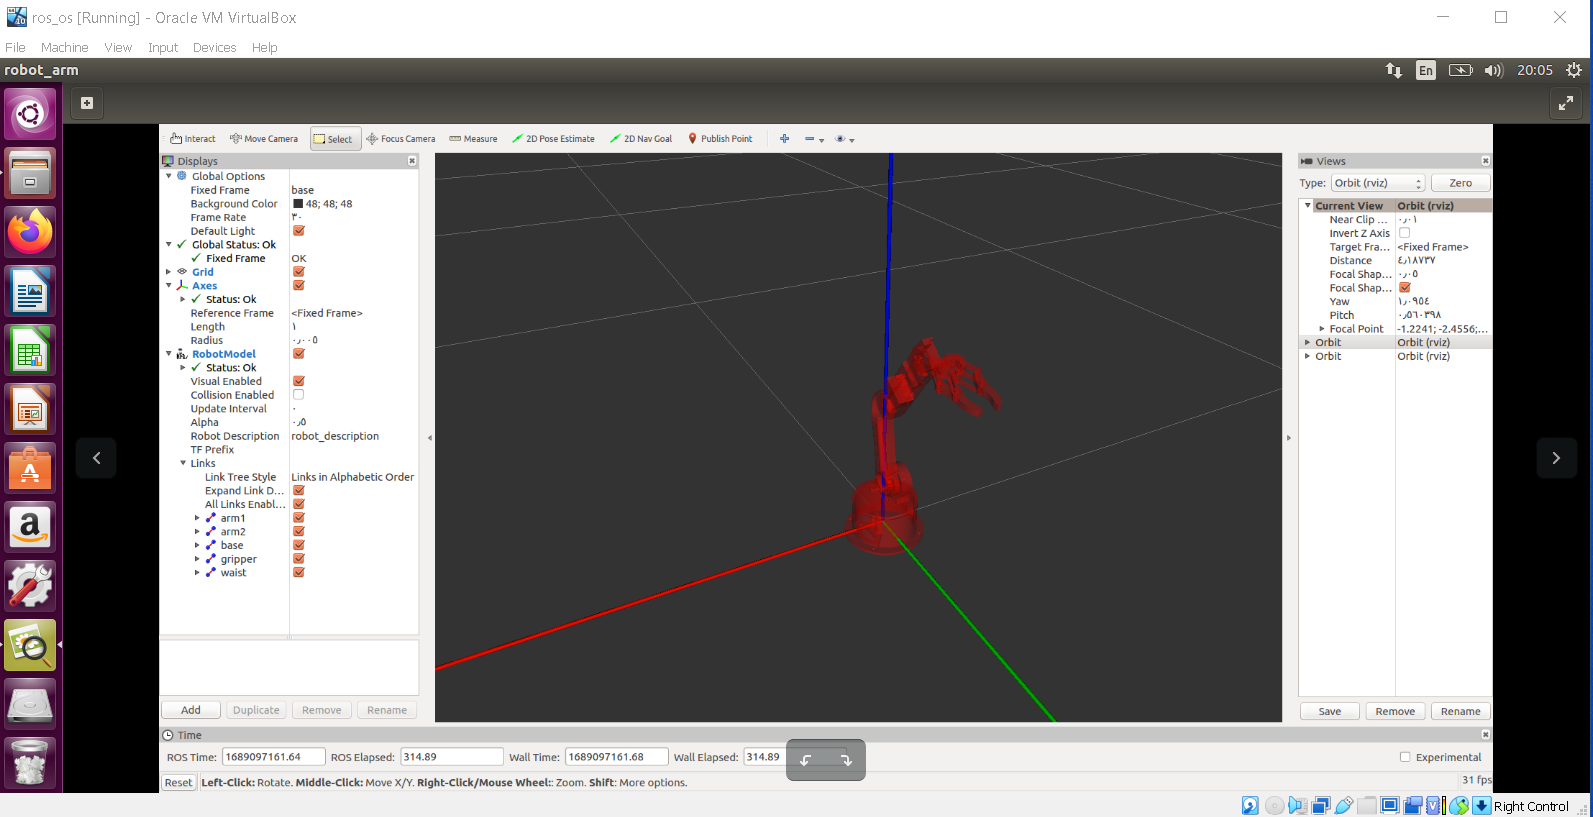 ros_os [Running] - Oracle VM VirtualBox
File Machine View Input Devices Help
robot_arm
En
20:05
Interact Move Camera Select Focus Camera Measure 2D Pose Estimate 2D Nav Goal Publish Point
Displays
Global Options
Fixed Frame base
Background Color 48; 48; 48
Frame Rate ٣٠
Default Light
Global Status: Ok
Fixed Frame OK
Grid
Axes
Status: Ok
Reference Frame <Fixed Frame>
Length ١
Radius ٠٫٠٠٥
RobotModel
Status: Ok
Visual Enabled
Collision Enabled
Update Interval ٠
Alpha ٠٫٥
Robot Description robot_description
TF Prefix
Links
Link Tree Style Links in Alphabetic Order
Expand Link D...
All Links Enabl...
arm1
arm2
base
gripper
waist
Add Duplicate Remove Rename
Views
Type: Orbit (rviz) Zero
Current View Orbit (rviz)
Near Clip ... ٠٫٠١
Invert Z Axis
Target Fra... <Fixed Frame>
Distance ٤٫١٨٧٣٧
Focal Shap... ٠٫٠٥
Focal Shap...
Yaw ١٫٠٩٥٤
Pitch ٠٫٥٦٠٣٩٨
Focal Point -1.2241; -2.4556;...
Orbit Orbit (rviz)
Orbit Orbit (rviz)
Save Remove Rename
Time
ROS Time: 1689097161.64 ROS Elapsed: 314.89 Wall Time: 1689097161.68 Wall Elapsed: 314.89 Experimental
Reset Left-Click: Rotate. Middle-Click: Move X/Y. Right-Click/Mouse Wheel:: Zoom. Shift: More options. 31 fps
Right Control